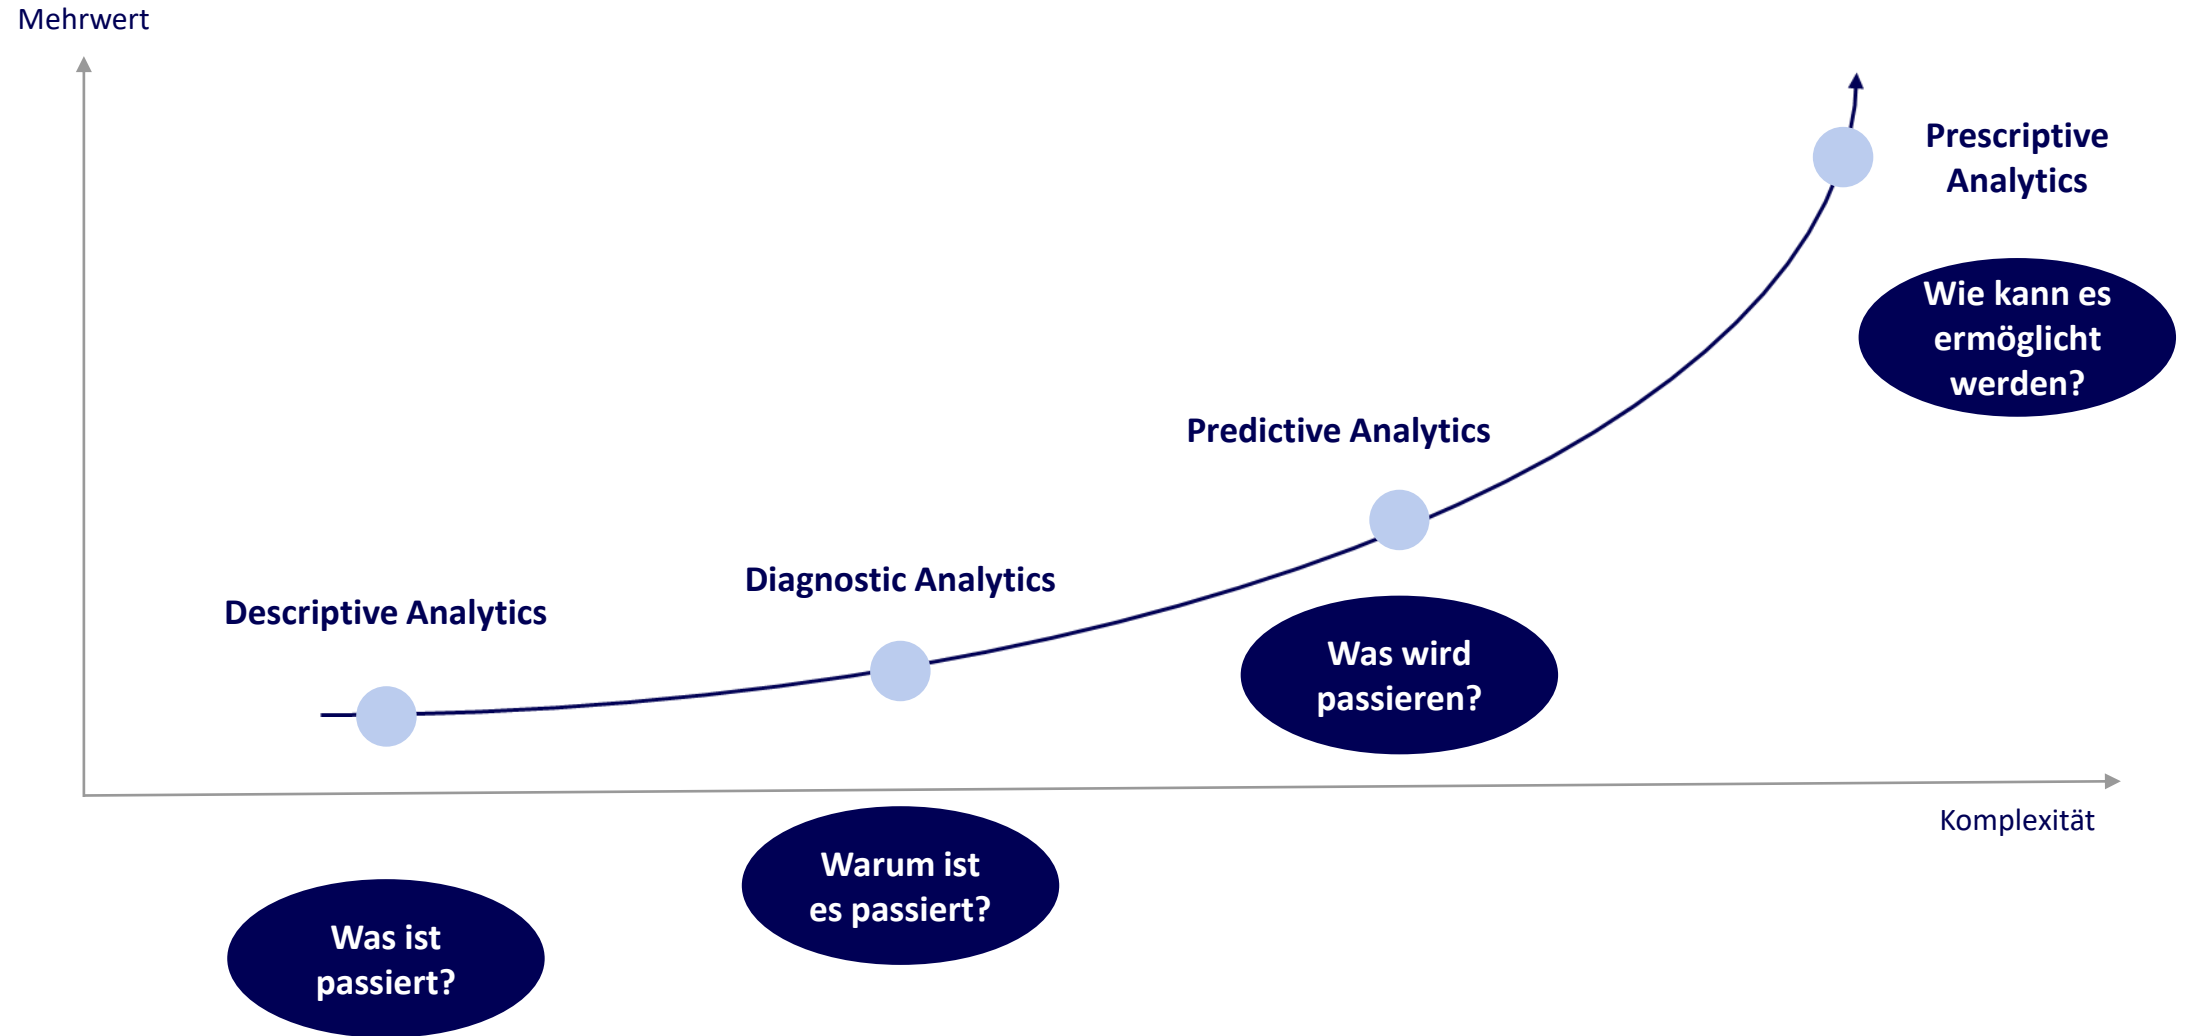 Mehrwert
Prescriptive
Analytics
Wie kann es
ermöglicht
werden?
Predictive Analytics
Was wird
passieren?
Diagnostic Analytics
Descriptive Analytics
Komplexität
Warum ist
es passiert?
Was ist
passiert?